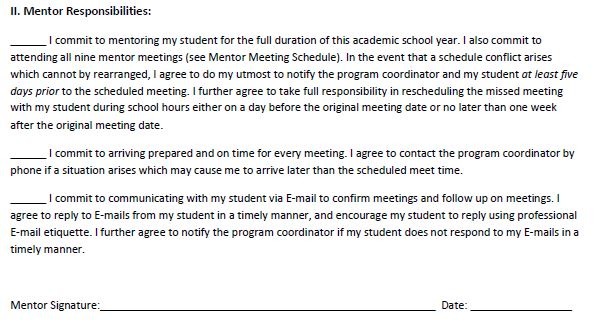 II. Mentor Responsibilities:
______ I commit to mentoring my student for the full duration of this academic school year. I also commit to
attending all nine mentor meetings (see Mentor Meeting Schedule). In the event that a schedule conflict arises
which cannot by rearranged, I agree to do my utmost to notify the program coordinator and my student at least five
days prior to the scheduled meeting. I further agree to take full responsibility in rescheduling the missed meeting
with my student during school hours either on a day before the original meeting date or no later than one week
after the original meeting date.
______ I commit to arriving prepared and on time for every meeting. I agree to contact the program coordinator by
phone if a situation arises which may cause me to arrive later than the scheduled meet time.
______ I commit to communicating with my student via E-mail to confirm meetings and follow up on meetings. I
agree to reply to E-mails from my student in a timely manner, and encourage my student to reply using professional
E-mail etiquette. I further agree to notify the program coordinator if my student does not respond to my E-mails in a
timely manner.
Mentor Signature:____________________________________________________ Date: ________________